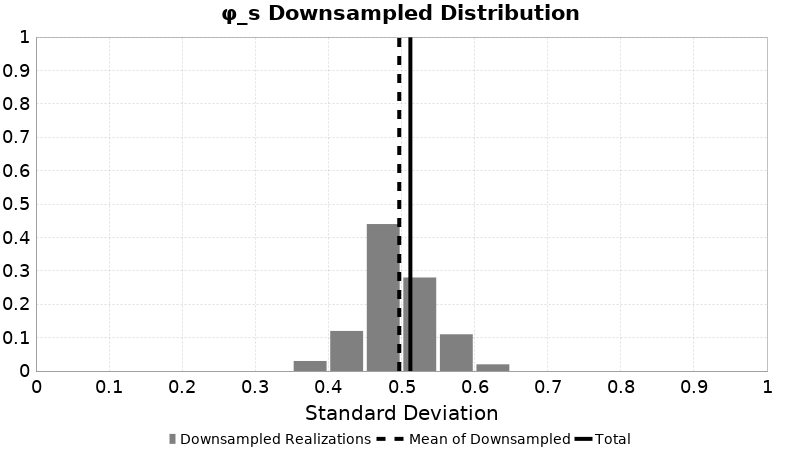 φ_s Downsampled Distribution
1
0.9
0.8
0.7
0.6
0.5
0.4
0.3
0.2
0.1
0
0 0.1 0.2 0.3 0.4 0.5 0.6 0.7 0.8 0.9 1
Standard Deviation
Downsampled Realizations Mean of Downsampled Total